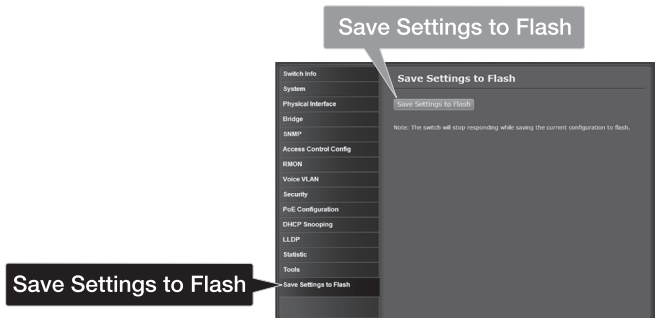 Save Settings to Flash
Switch Info
System
Physical Interface
Bridge
SNMP
Access Control Config
RMON
Voice VLAN
Security
PoE Configuration
DHCP Snooping
LLDP
Statistic
Tools
Save Settings to Flash
Save Settings to Flash
Save Settings to Flash
Note: The switch will stop responding while saving the current configuration to flash.
Save Settings to Flash